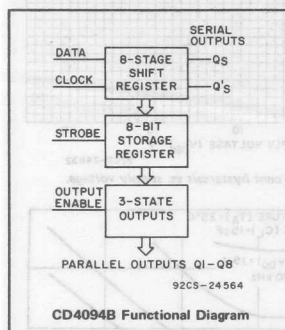 SERIAL
OUTPUTS
DATA
CLOCK
8-STAGE
SHIFT
REGISTER
QS
Q'S
STROBE
8-BIT
STORAGE
REGISTER
OUTPUT
ENABLE
3-STATE
OUTPUTS
PARALLEL OUTPUTS Q1-Q8
92CS-24564
CD4094B Functional Diagram